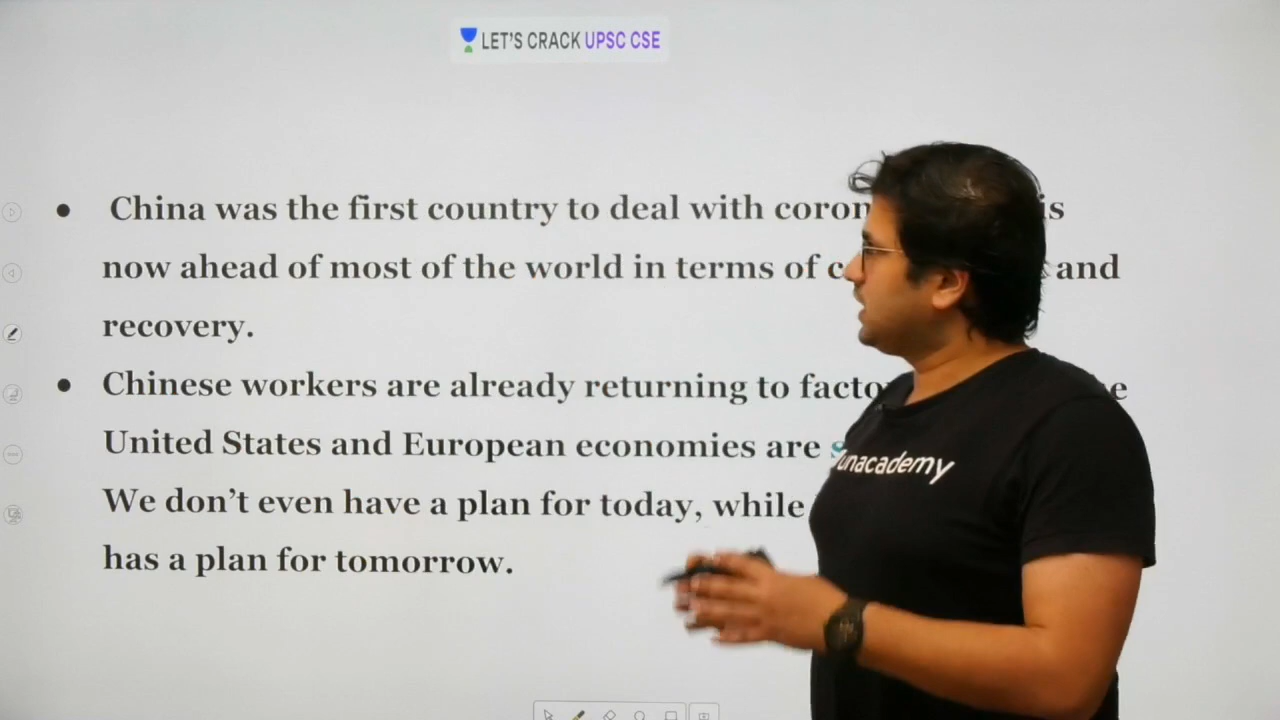 LET'S CRACK UPSC CSE
● China was the first country to deal with is
now ahead of most of the world in terms of and
recovery.
● Chinese workers are already returning to
United States and European economies are
We don't even have a plan for today, while
has a plan for tomorrow.
unacademy